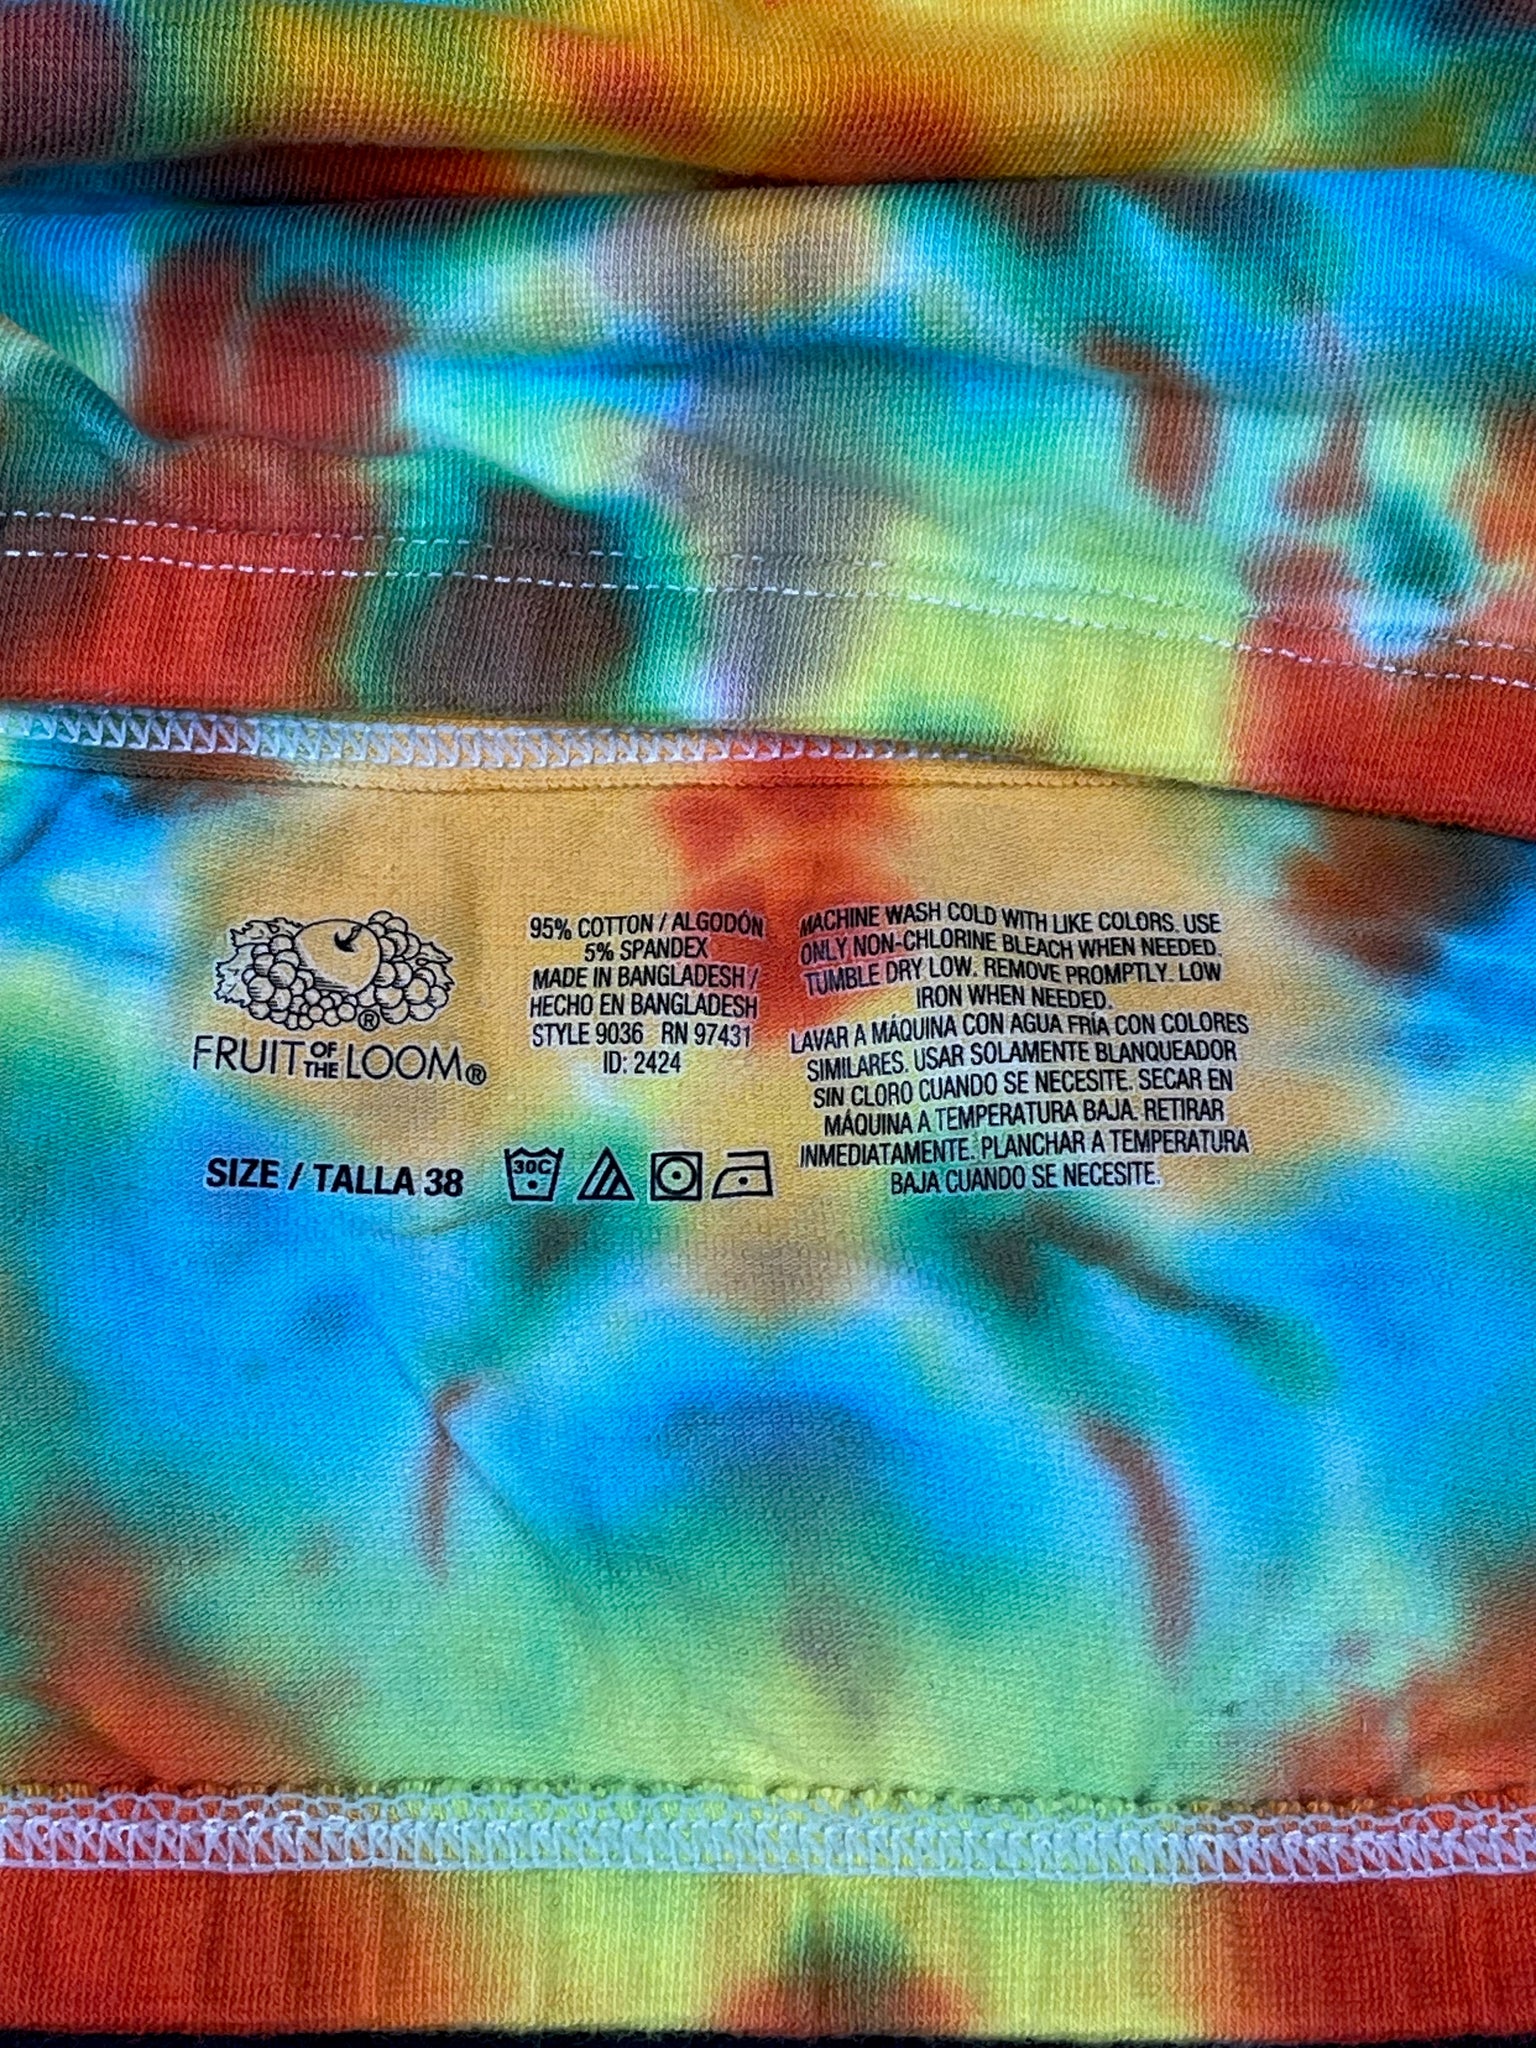 FRUIT OF THE LOOM®
95% COTTON / ALGODÓN
5% SPANDEX
MADE IN BANGLADESH /
HECHO EN BANGLADESH
STYLE 9036 RN 97431
ID: 2424
MACHINE WASH COLD WITH LIKE COLORS. USE
ONLY NON-CHLORINE BLEACH WHEN NEEDED.
TUMBLE DRY LOW. REMOVE PROMPTLY. LOW
IRON WHEN NEEDED.
LAVAR A MÁQUINA CON AGUA FRÍA CON COLORES
SIMILARES. USAR SOLAMENTE BLANQUEADOR
SIN CLORO CUANDO SE NECESITE. SECAR EN
MÁQUINA A TEMPERATURA BAJA. RETIRAR
INMEDIATAMENTE. PLANCHAR A TEMPERATURA
BAJA CUANDO SE NECESITE.
SIZE / TALLA 38
30C